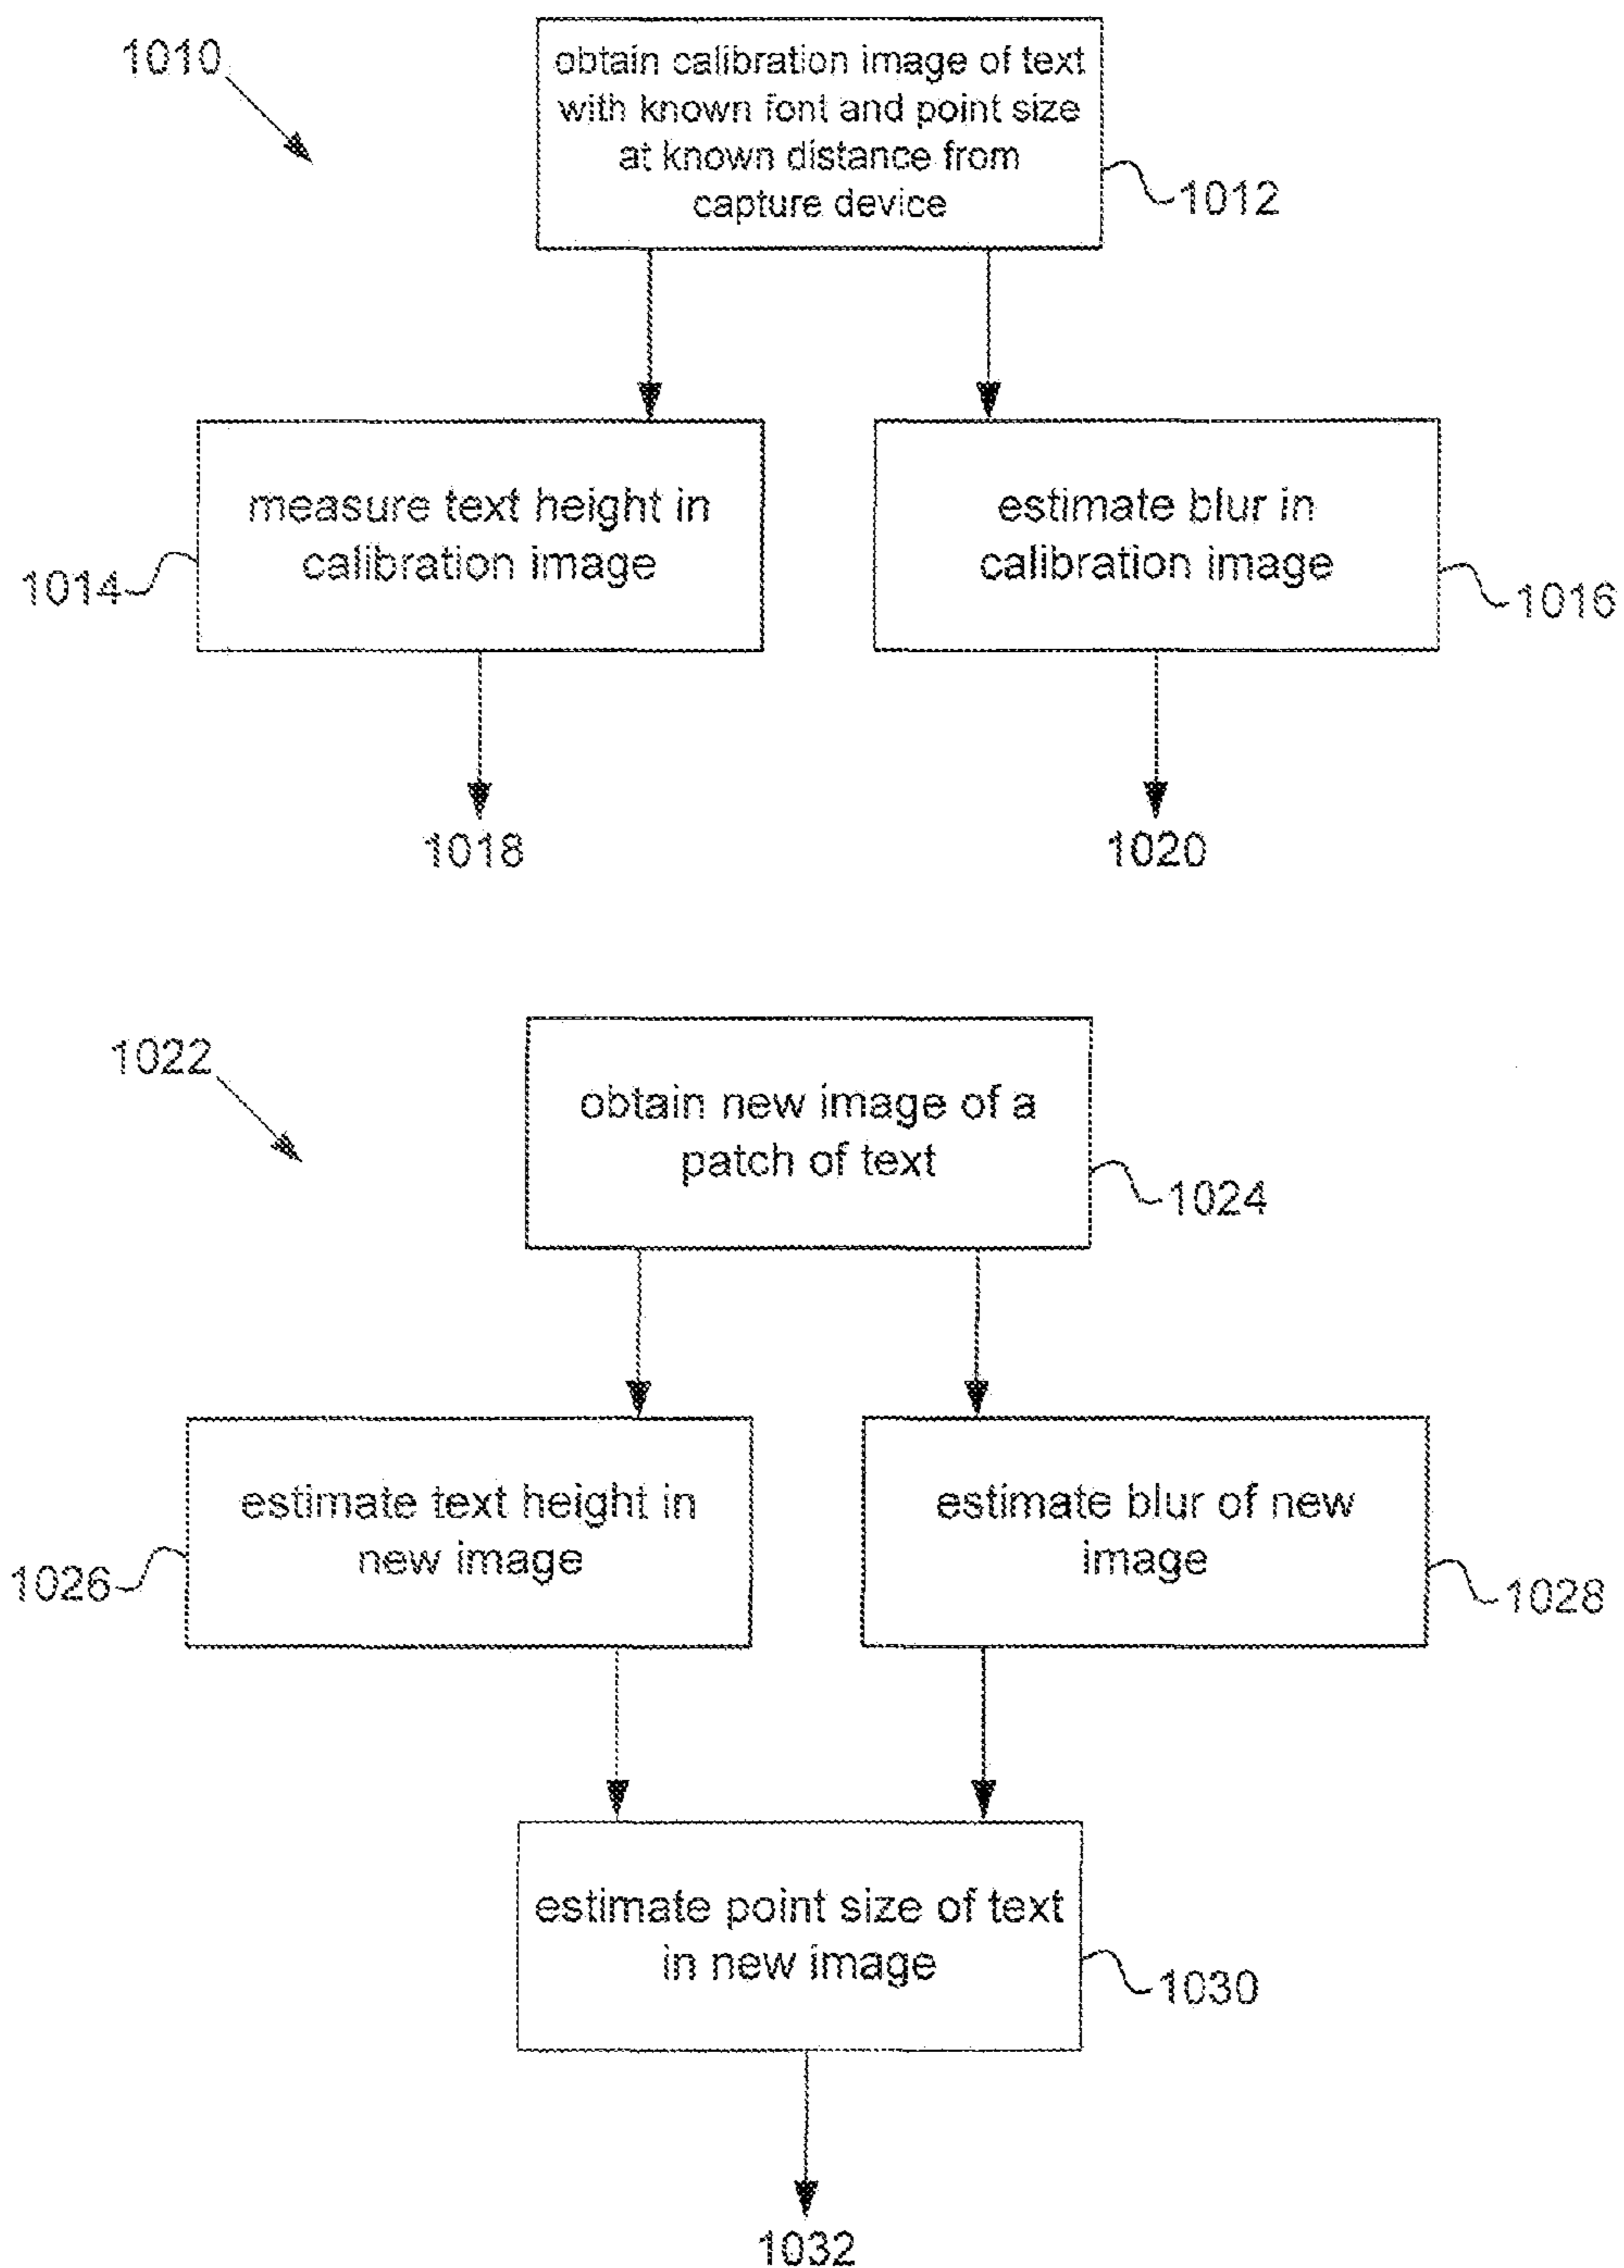 1010
obtain calibration image of text
with known font and point size
at known distance from
capture device
1012
measure text height in
calibration image
1014
estimate blur in
calibration image
1016
1018
1020
1022
obtain new image of a
patch of text
1024
estimate text height in
new image
1026
estimate blur of new
image
1028
estimate point size of text
in new image
1030
1032